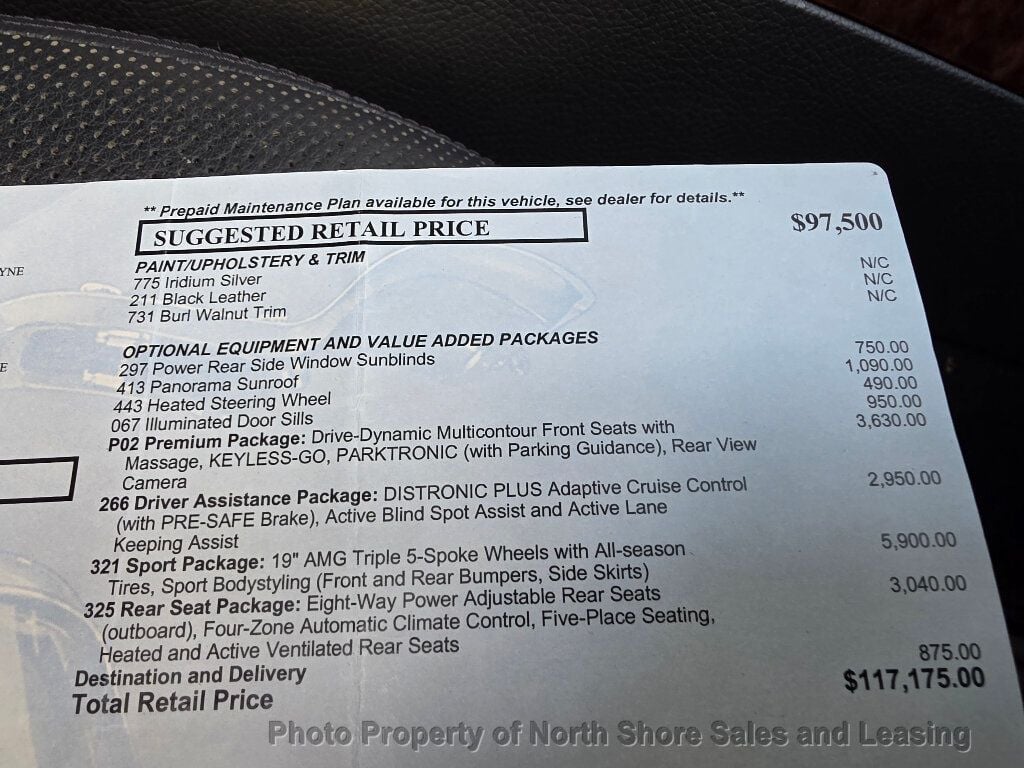 ** Prepaid Maintenance Plan available for this vehicle, see dealer for details.**
SUGGESTED RETAIL PRICE $97,500
YNE
PAINT/UPHOLSTERY & TRIM
775 Iridium Silver N/C
211 Black Leather N/C
731 Burl Walnut Trim N/C
OPTIONAL EQUIPMENT AND VALUE ADDED PACKAGES
E
297 Power Rear Side Window Sunblinds 750.00
413 Panorama Sunroof 1,090.00
443 Heated Steering Wheel 490.00
067 Illuminated Door Sills 950.00
P02 Premium Package: Drive-Dynamic Multicontour Front Seats with 3,630.00
Massage, KEYLESS-GO, PARKTRONIC (with Parking Guidance), Rear View
Camera
266 Driver Assistance Package: DISTRONIC PLUS Adaptive Cruise Control 2,950.00
(with PRE-SAFE Brake), Active Blind Spot Assist and Active Lane
Keeping Assist
321 Sport Package: 19" AMG Triple 5-Spoke Wheels with All-season 5,900.00
Tires, Sport Bodystyling (Front and Rear Bumpers, Side Skirts)
325 Rear Seat Package: Eight-Way Power Adjustable Rear Seats 3,040.00
(outboard), Four-Zone Automatic Climate Control, Five-Place Seating,
Heated and Active Ventilated Rear Seats
Destination and Delivery 875.00
Total Retail Price $117,175.00
Photo Property of North Shore Sales and Leasing